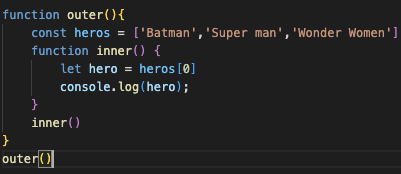 function outer(){
    const heros = ['Batman','Super man','Wonder Women']
    function inner() {
        let hero = heros[0]
        console.log(hero);
    }
    inner()
}
outer()